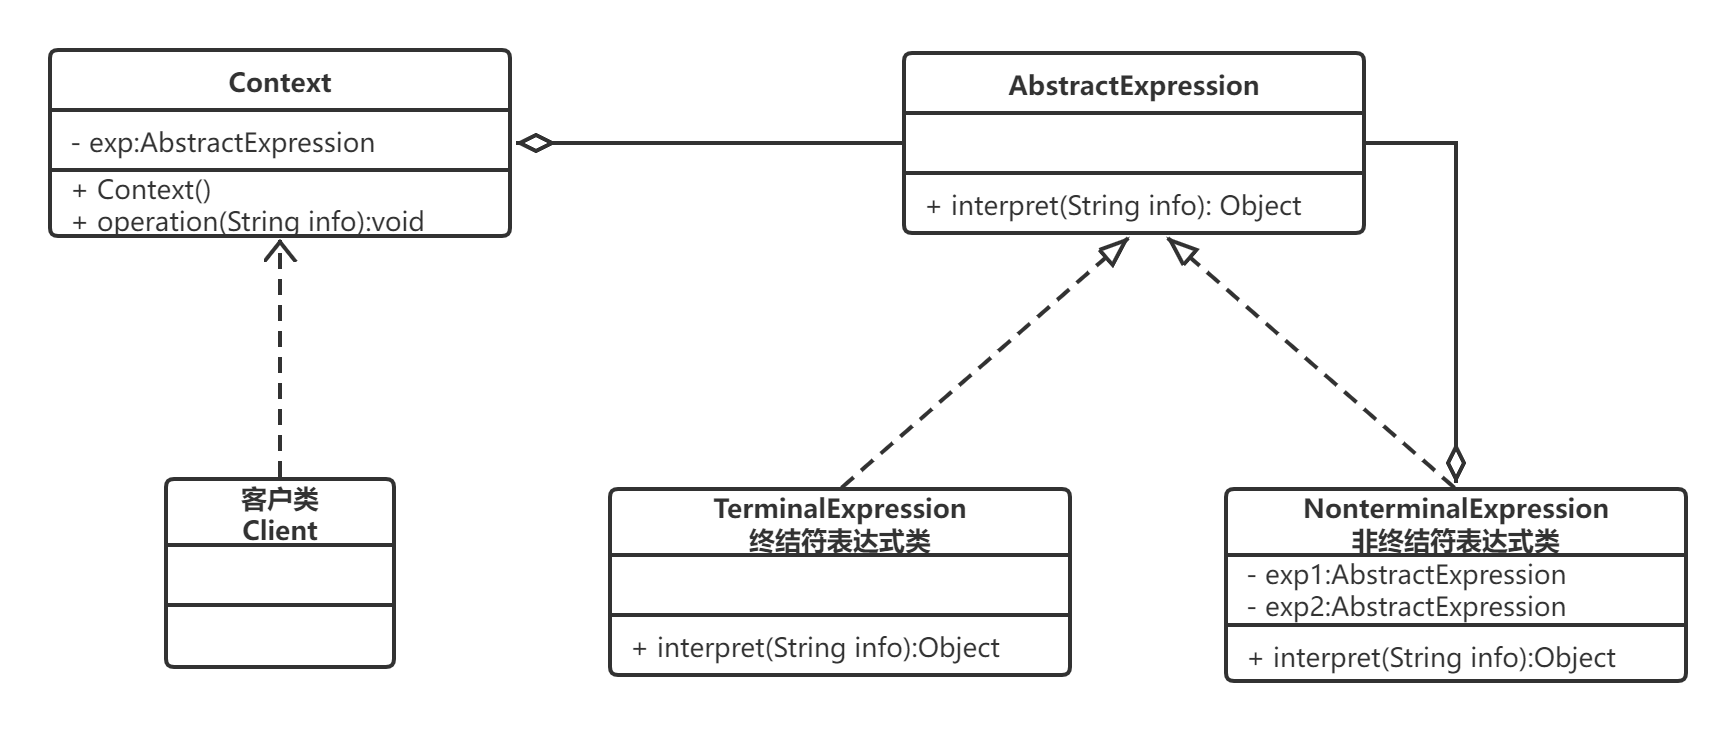 Context
- exp:AbstractExpression
+ Context()
+ operation(String info):void
AbstractExpression
+ interpret(String info): Object
客户类
Client
TerminalExpression
终结符表达式类
+ interpret(String info):Object
NonterminalExpression
非终结符表达式类
- exp1:AbstractExpression
- exp2:AbstractExpression
+ interpret(String info):Object